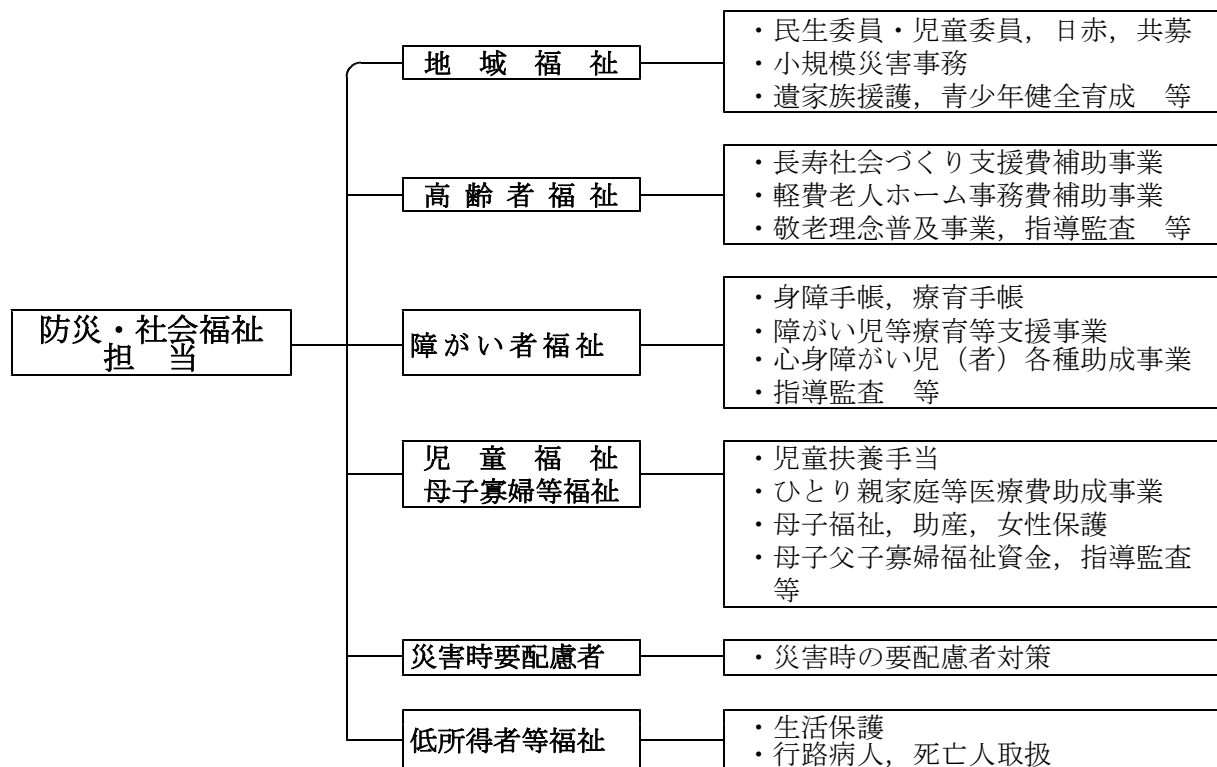 地域福祉
・民生委員・児童委員，日赤，共募
・小規模災害事務
・遺家族援護，青少年健全育成　等
高齢者福祉
・長寿社会づくり支援費補助事業
・軽費老人ホーム事務費補助事業
・敬老理念普及事業，指導監査　等
防災・社会福祉
担　当
障がい者福祉
・身障手帳，療育手帳
・障がい児等療育等支援事業
・心身障がい児（者）各種助成事業
・指導監査　等
児童福祉
母子寡婦等福祉
・児童扶養手当
・ひとり親家庭等医療費助成事業
・母子福祉，助産，女性保護
・母子父子寡婦福祉資金，指導監査
等
災害時要配慮者
・災害時の要配慮者対策
低所得者等福祉
・生活保護
・行路病人，死亡人取扱